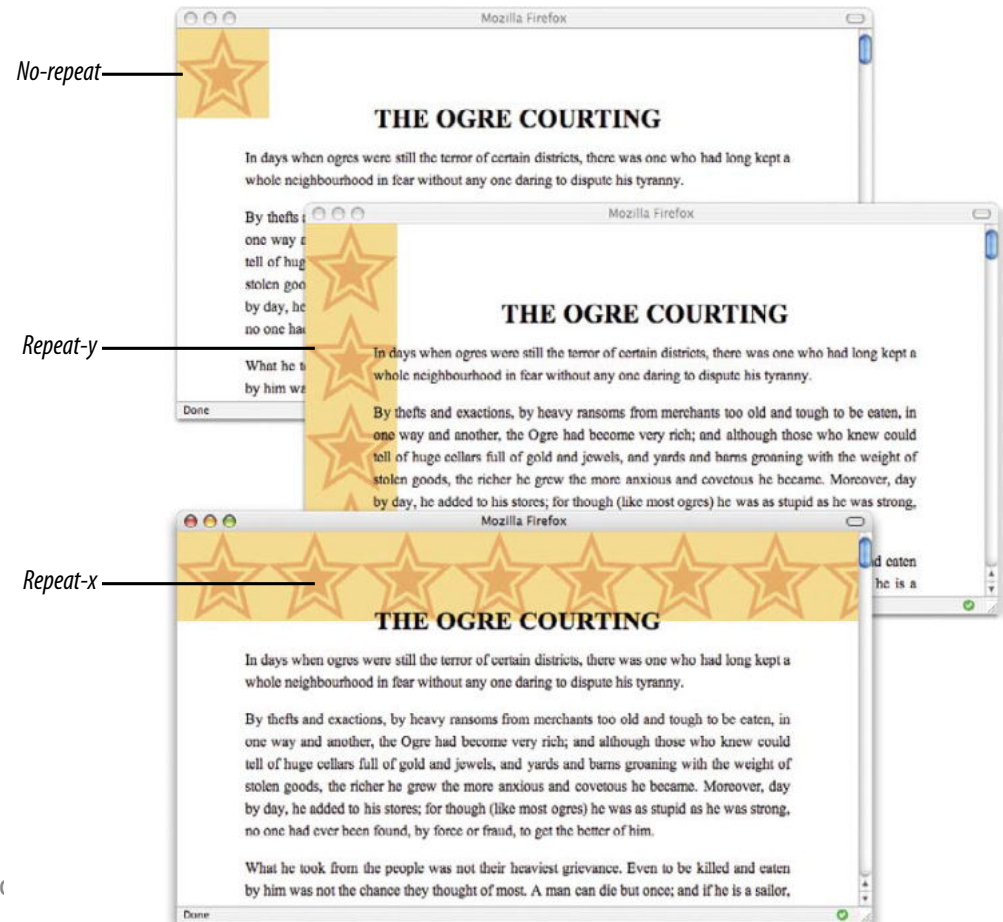 Mozilla Firefox
No-repeat
THE OGRE COURTING
In days when ogres were still the terror of certain districts, there was one who had long kept a
whole neighbourhood in fear without any one daring to dispute his tyranny.
By thefts
one way
tell of hug
stolen goo
by day, he
no one had
What he
by him wa
Done
Mozilla Firefox
Repeat-y
THE OGRE COURTING
In days when ogres were still the terror of certain districts, there was one who had long kept a
whole neighbourhood in fear without any one daring to dispute his tyranny.
By thefts and exactions, by heavy ransoms from merchants too old and tough to be eaten, in
one way and another, the Ogre had become very rich; and although those who knew could
tell of huge cellars full of gold and jewels, and yards and barns groaning with the weight of
stolen goods, the richer he grew the more anxious and covetous he became. Moreover, day
by day, he added to his stores; for though (like most ogres) he was as stupid as he was strong,
eaten
he is a
Mozilla Firefox
Repeat-x
THE OGRE COURTING
In days when ogres were still the terror of certain districts, there was one who had long kept a
whole neighbourhood in fear without any one daring to dispute his tyranny.
By thefts and exactions, by heavy ransoms from merchants too old and tough to be eaten, in
one way and another, the Ogre had become very rich; and although those who knew could
tell of huge cellars full of gold and jewels, and yards and barns groaning with the weight of
stolen goods, the richer he grew the more anxious and covetous he became. Moreover, day
by day, he added to his stores; for though (like most ogres) he was as stupid as he was strong,
no one had ever been found, by force or fraud, to get the better of him.
What he took from the people was not their heaviest grievance. Even to be killed and eaten
by him was not the chance they thought of most. A man can die but once; and if he is a sailor,
Done